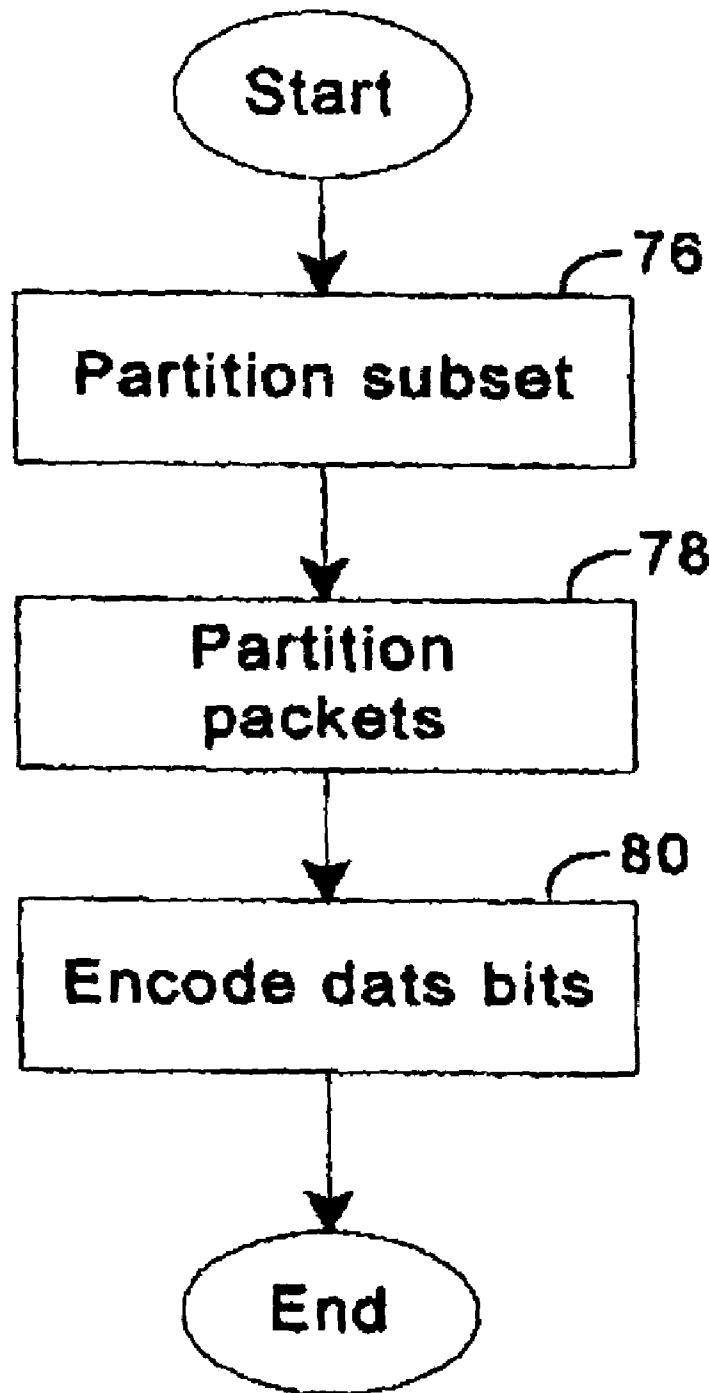 Start
76
Partition subset
78
Partition
packets
80
Encode dats bits
End